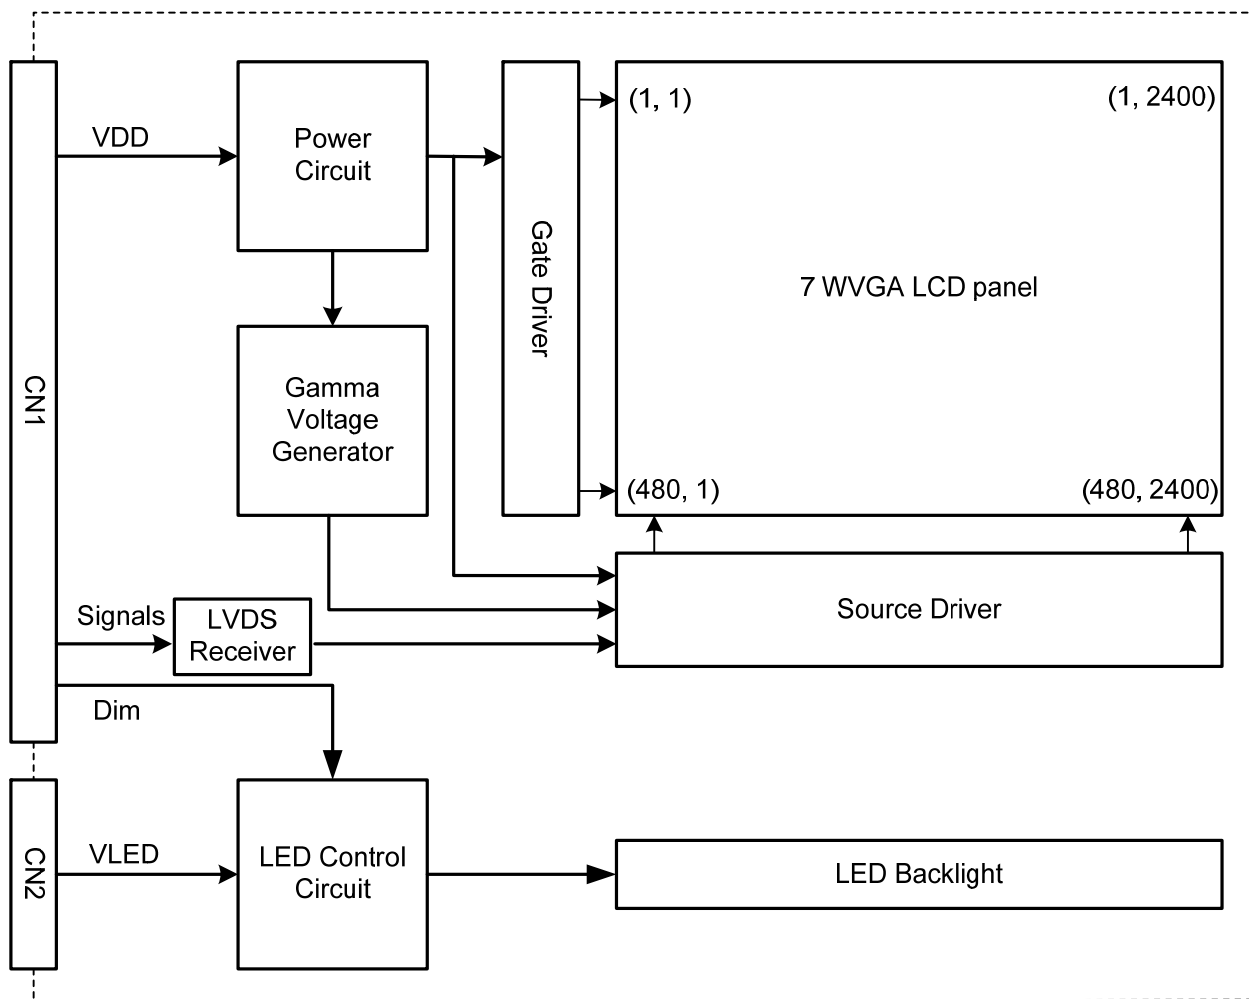 VDD
Power
Circuit
(1, 1)
(1, 2400)
Gate Driver
7 WVGA LCD panel
CN1
Gamma
Voltage
Generator
(480, 1)
(480, 2400)
Signals
LVDS
Receiver
Source Driver
Dim
CN2
VLED
LED Control
Circuit
LED Backlight